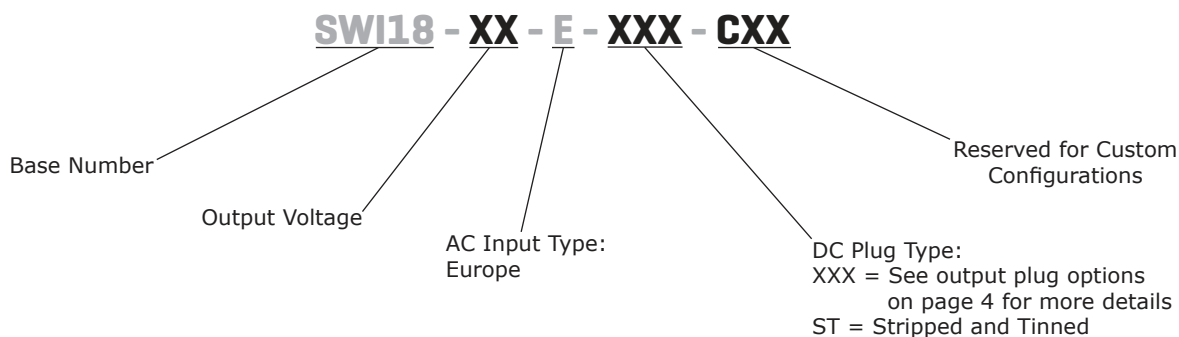 SWI18 - XX - E - XXX - CXX
Base Number
Output Voltage
AC Input Type:
Europe
DC Plug Type:
XXX = See output plug options
on page 4 for more details
ST = Stripped and Tinned
Reserved for Custom
Configurations